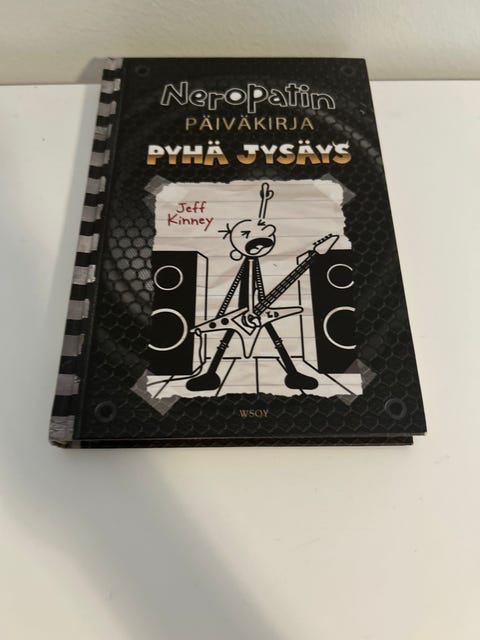 Neropatin
PÄIVÄKIRJA
PYHÄ JYSÄYS
Jeff
Kinney
WSOY